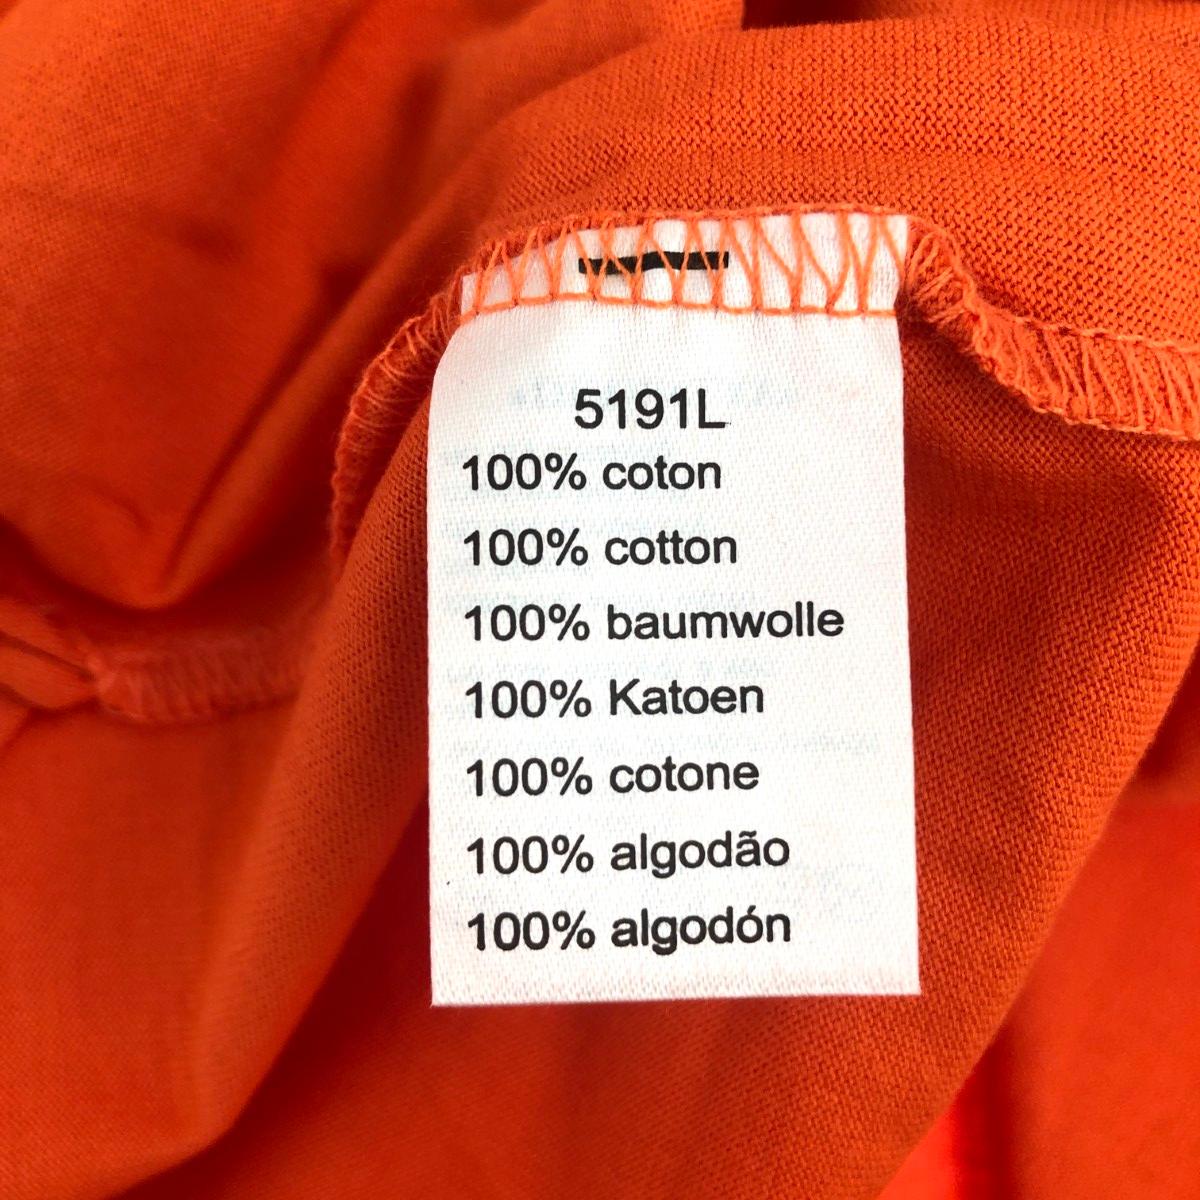 5191L
100% coton
100% cotton
100% baumwolle
100% Katoen
100% cotone
100% algodão
100% algodón